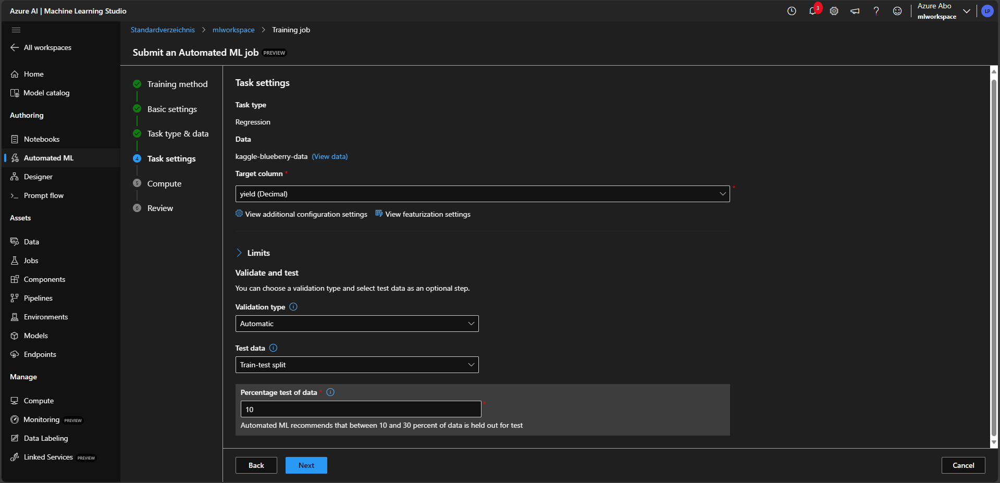 Azure AI | Machine Learning Studio
3
Azure Abo
mlworkspace
LP
All workspaces
Home
Model catalog
Authoring
Notebooks
Automated ML
Designer
Prompt flow
Assets
Data
Jobs
Components
Pipelines
Environments
Models
Endpoints
Manage
Compute
Monitoring PREVIEW
Data Labeling
Linked Services PREVIEW
Standardverzeichnis > mlworkspace > Training job
Submit an Automated ML job PREVIEW
Training method
Basic settings
Task type & data
4 Task settings
5 Compute
6 Review
Task settings
Task type
Regression
Data
kaggle-blueberry-data (View data)
Target column *
yield (Decimal) *
View additional configuration settings View featurization settings
Limits
Validate and test
You can choose a validation type and select test data as an optional step.
Validation type
Automatic
Test data
Train-test split
Percentage test of data *
10 *
Automated ML recommends that between 10 and 30 percent of data is held out for test
Back Next Cancel